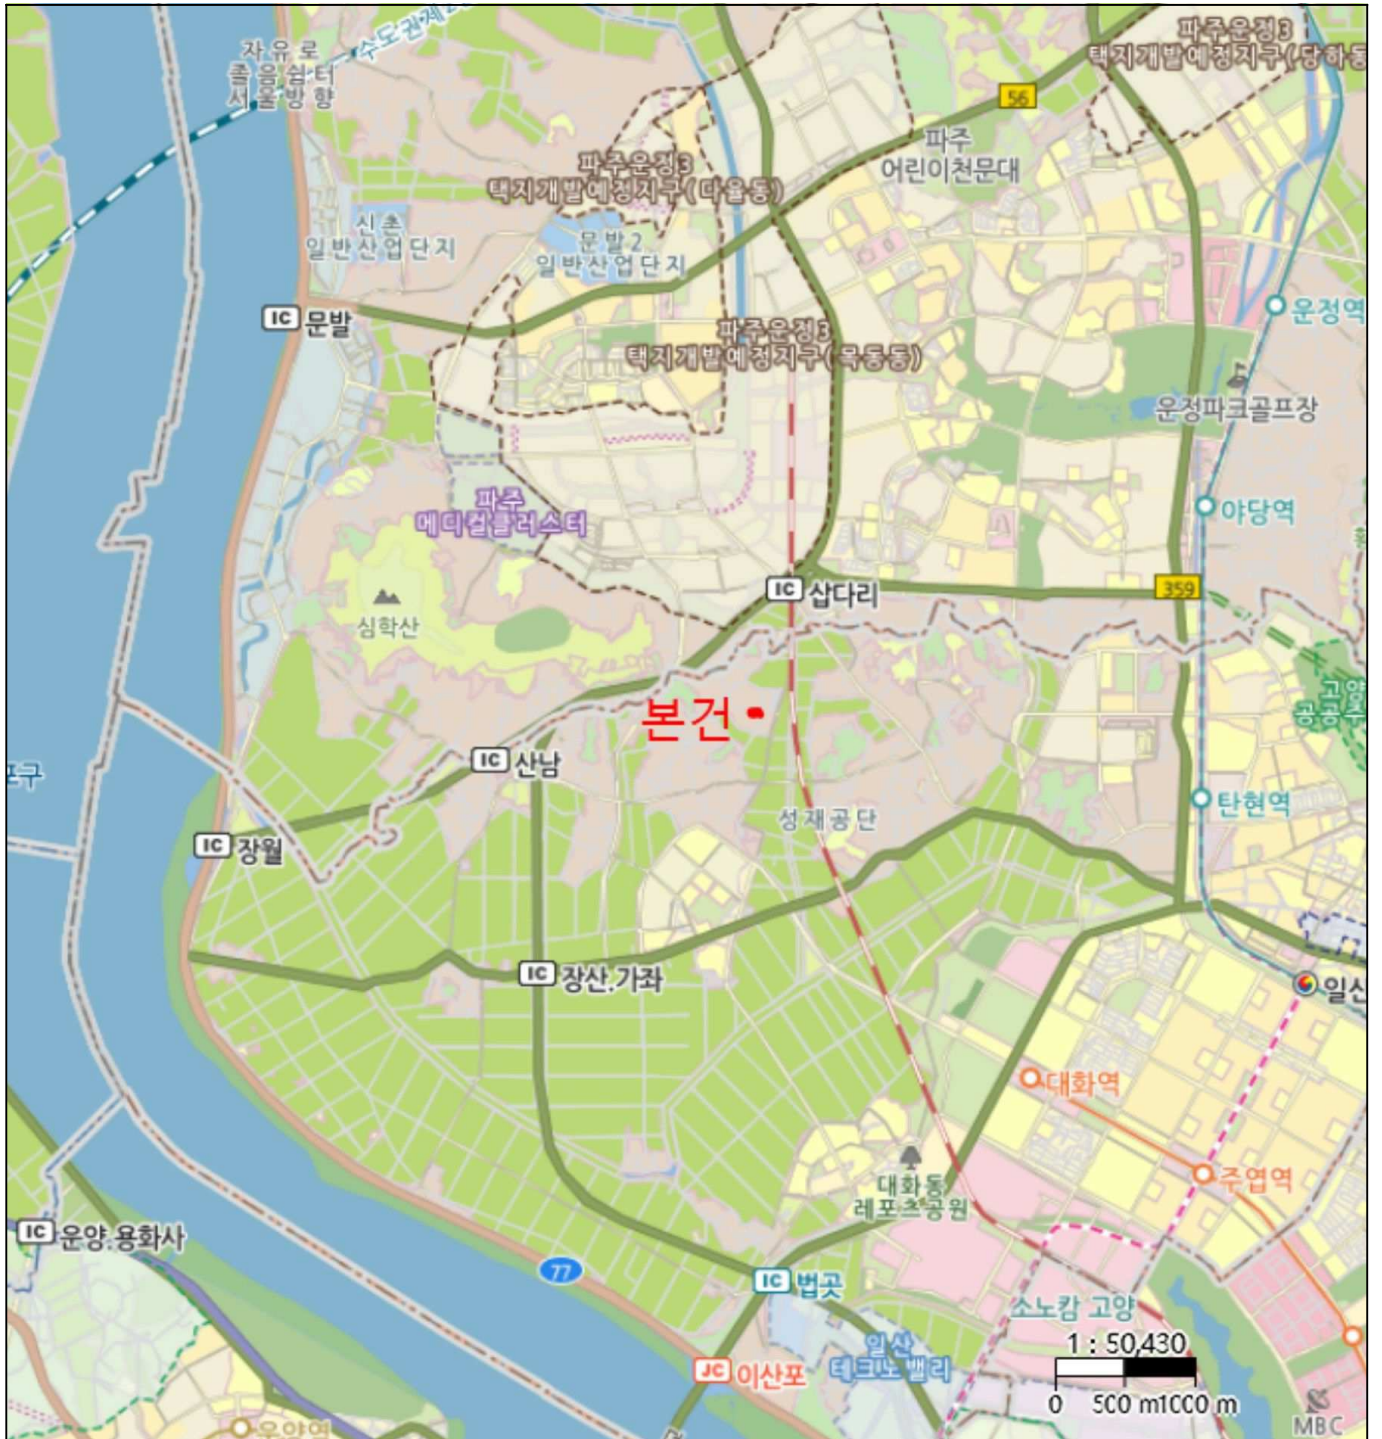 자유로
졸음쉼터
서울방향
수도권제2
파주운정3
택지개발예정지구(당하동
56
파주
어린이천문대
파주운정3
택지개발예정지구(다율동)
신촌
일반산업단지
문발2
일반산업단지
IC 문발
운정역
파주운정3
택지개발예정지구(목동동)
운정파크골프장
파주
메디컬클러스터
야당역
IC 삽다리
359
심학산
고양
본건
IC 산남
포구
탄현역
성재공단
IC 장월
IC 장산.가좌
일산
대화역
대화동
레포츠공원
주엽역
IC 운양.용화사
77
IC 법곳
소노캄 고양
1 : 50,430
일산
테크노밸리
JC 이산포
0 500 m1000 m
MBC
운양역